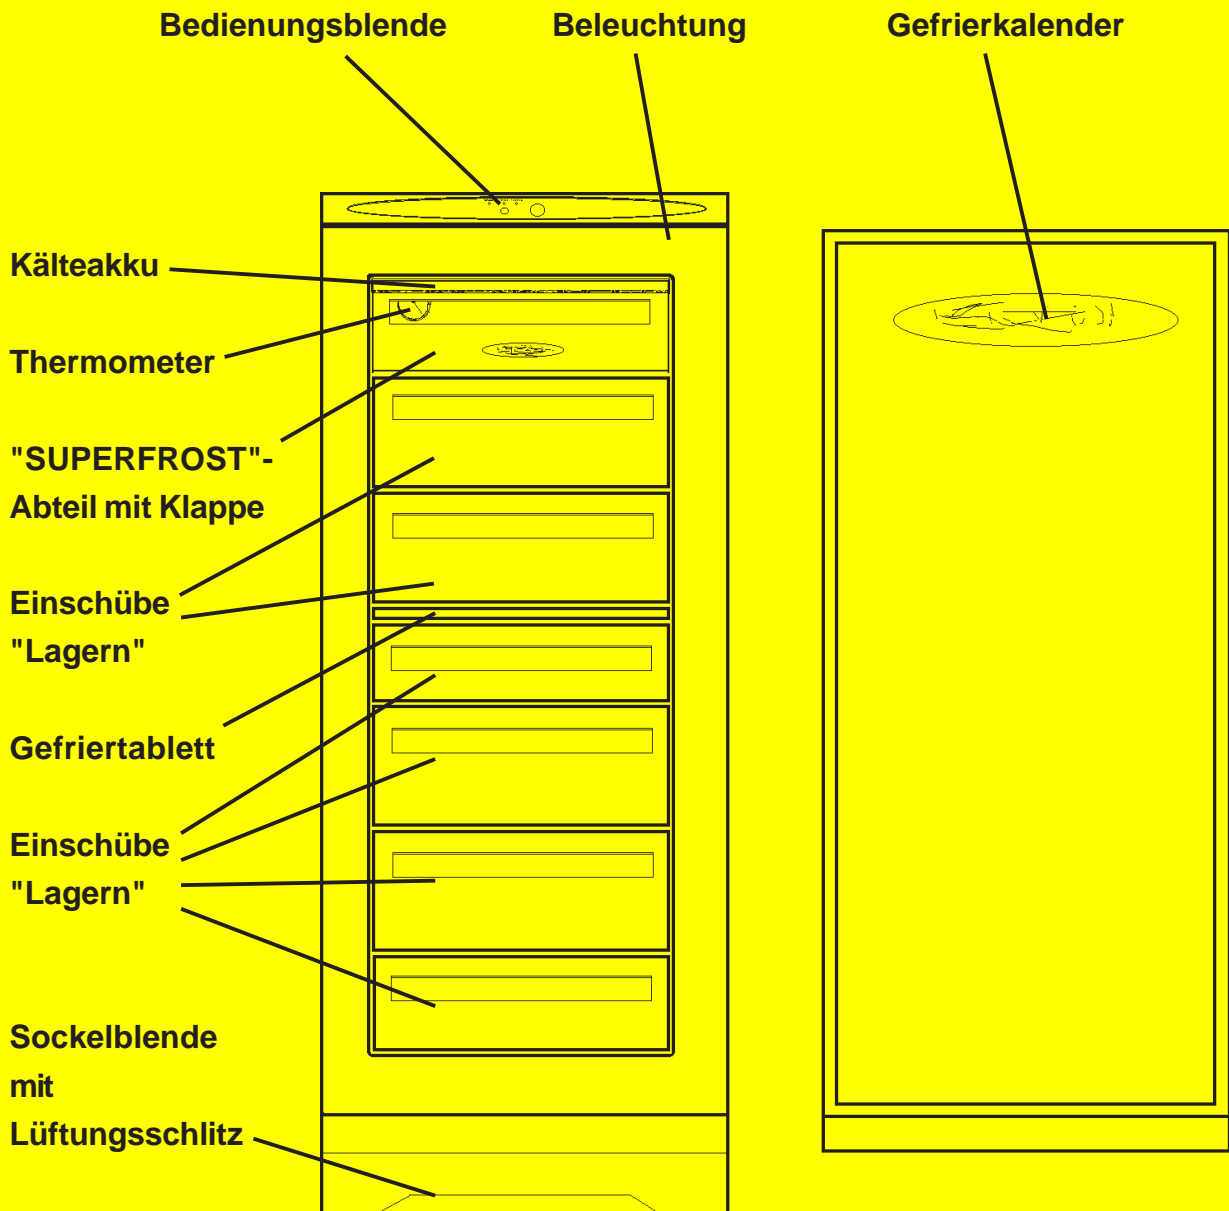 Bedienungsblende Beleuchtung Gefrierkalender
Kälteakku
Thermometer
"SUPERFROST"-
Abteil mit Klappe
Einschübe
"Lagern"
Gefriertablett
Einschübe
"Lagern"
Sockelblende
mit
Lüftungsschlitz